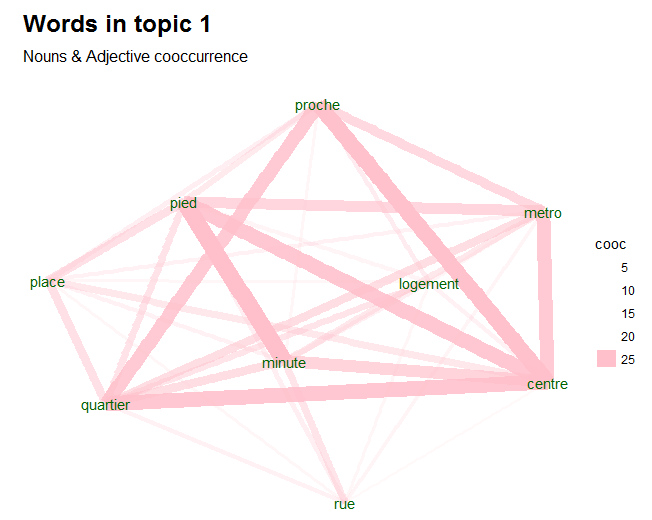 Words in topic 1
Nouns & Adjective cooccurrence
proche
pied
metro
place
logement
minute
centre
quartier
rue
cooc
5
10
15
20
25